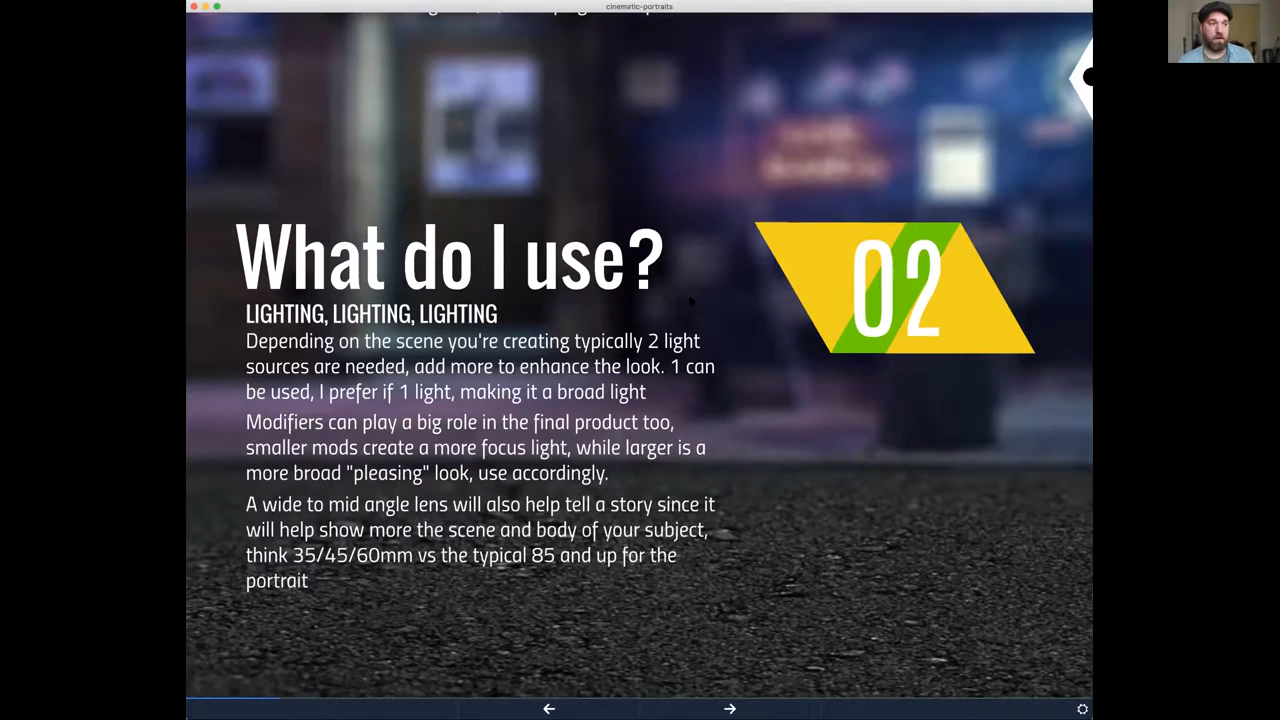 cinematic-portraits
What do I use?
02
LIGHTING, LIGHTING, LIGHTING
Depending on the scene you're creating typically 2 light
sources are needed, add more to enhance the look. 1 can
be used, I prefer if 1 light, making it a broad light
Modifiers can play a big role in the final product too,
smaller mods create a more focus light, while larger is a
more broad "pleasing" look, use accordingly.
A wide to mid angle lens will also help tell a story since it
will help show more the scene and body of your subject,
think 35/45/60mm vs the typical 85 and up for the
portrait